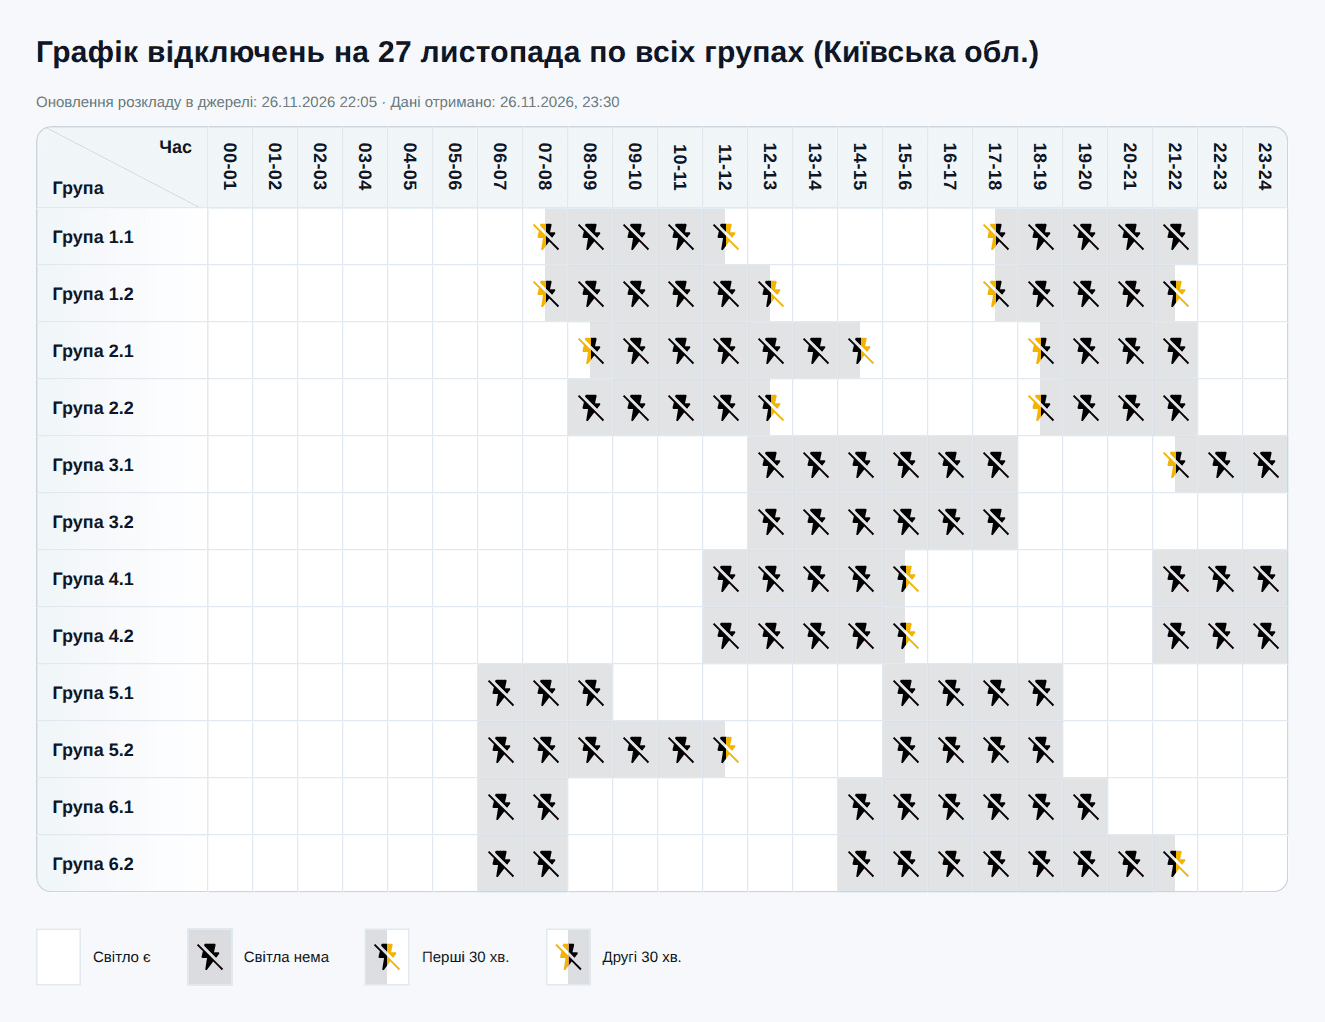 Графік відключень на 27 листопада по всіх групах (Київська обл.)
Оновлення розкладу в джерелі: 26.11.2026 22:05 · Дані отримано: 26.11.2026, 23:30
Час
Група
00-01 01-02 02-03 03-04 04-05 05-06 06-07 07-08 08-09 09-10 10-11 11-12 12-13 13-14 14-15 15-16 16-17 17-18 18-19 19-20 20-21 21-22 22-23 23-24
Група 1.1
Група 1.2
Група 2.1
Група 2.2
Група 3.1
Група 3.2
Група 4.1
Група 4.2
Група 5.1
Група 5.2
Група 6.1
Група 6.2
Світло є Світла нема Перші 30 хв. Другі 30 хв.